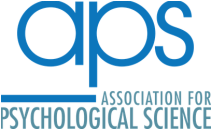 aps
ASSOCIATION FOR
PSYCHOLOGICAL SCIENCE